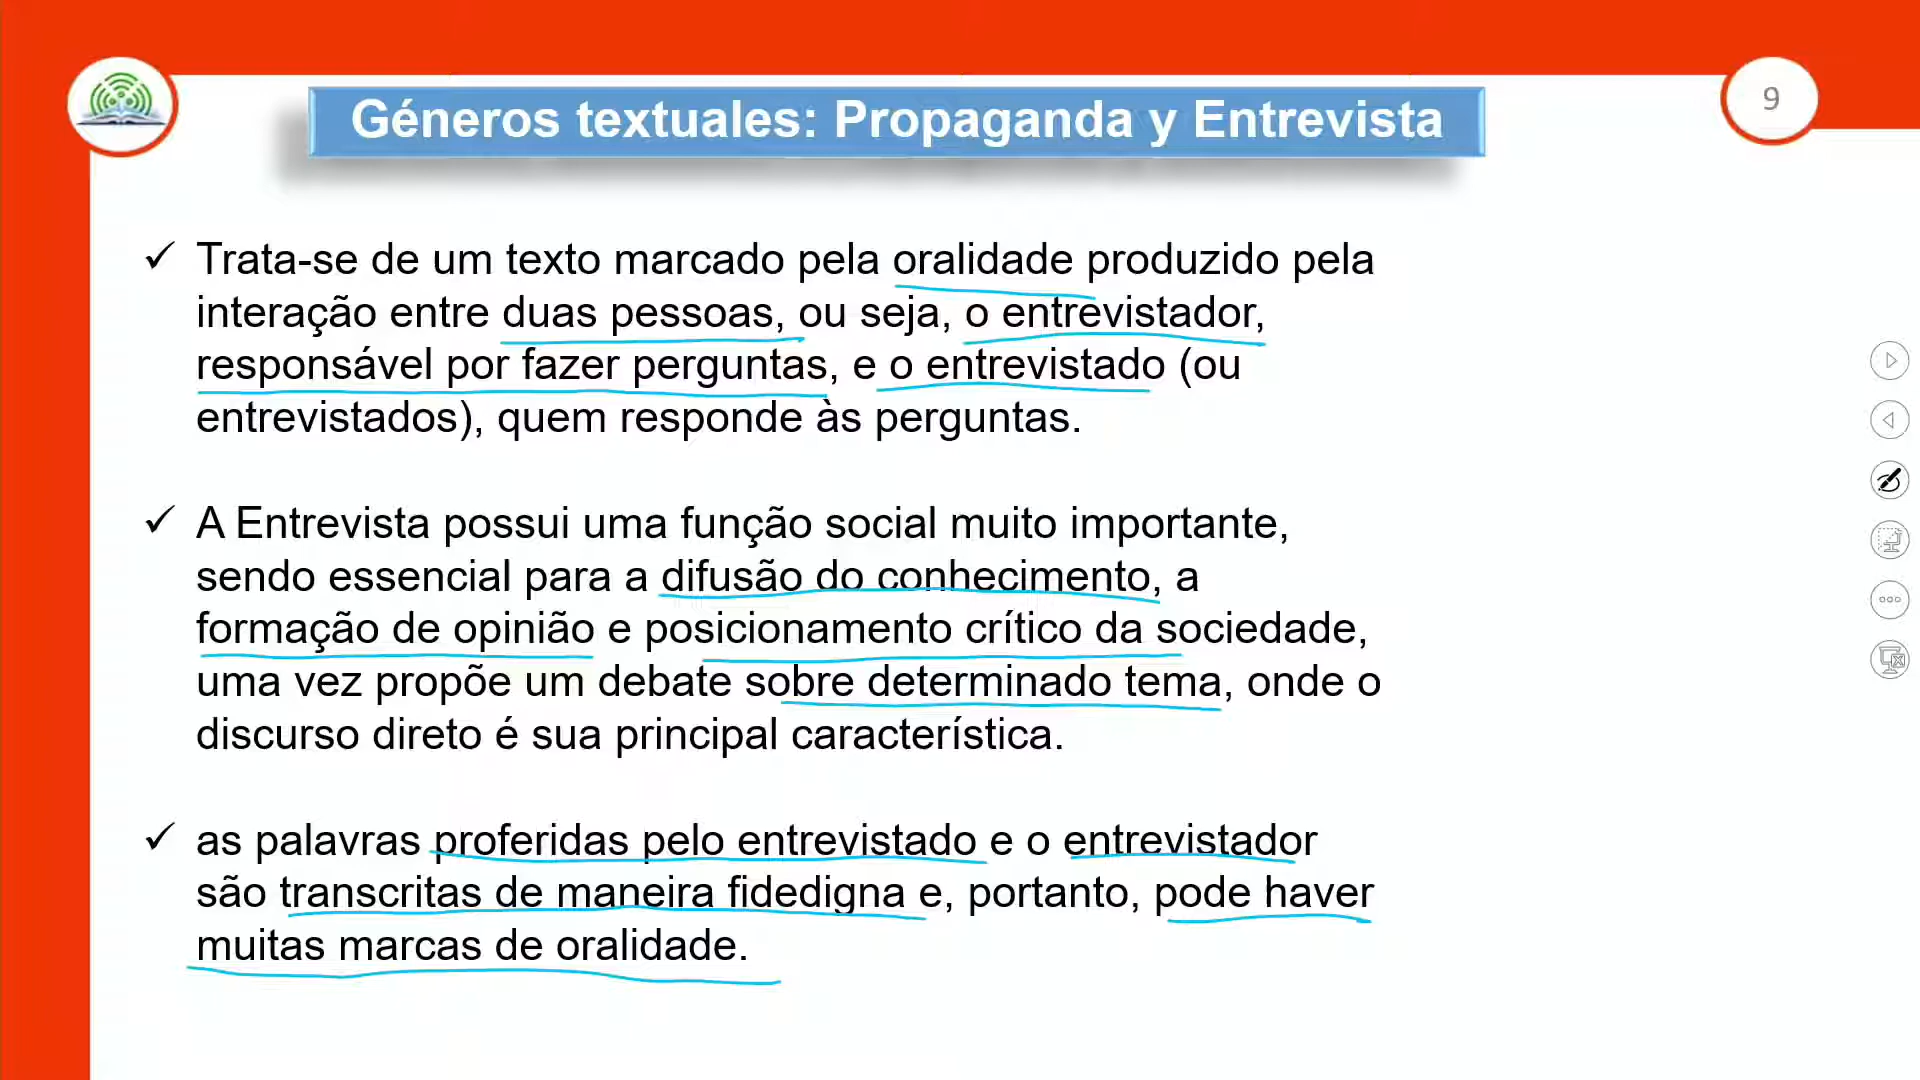 Géneros textuales: Propaganda y Entrevista
9
✓ Trata-se de um texto marcado pela oralidade produzido pela
interação entre duas pessoas, ou seja, o entrevistador,
responsável por fazer perguntas, e o entrevistado (ou
entrevistados), quem responde às perguntas.
✓ A Entrevista possui uma função social muito importante,
sendo essencial para a difusão do conhecimento, a
formação de opinião e posicionamento crítico da sociedade,
uma vez propõe um debate sobre determinado tema, onde o
discurso direto é sua principal característica.
✓ as palavras proferidas pelo entrevistado e o entrevistador
são transcritas de maneira fidedigna e, portanto, pode haver
muitas marcas de oralidade.